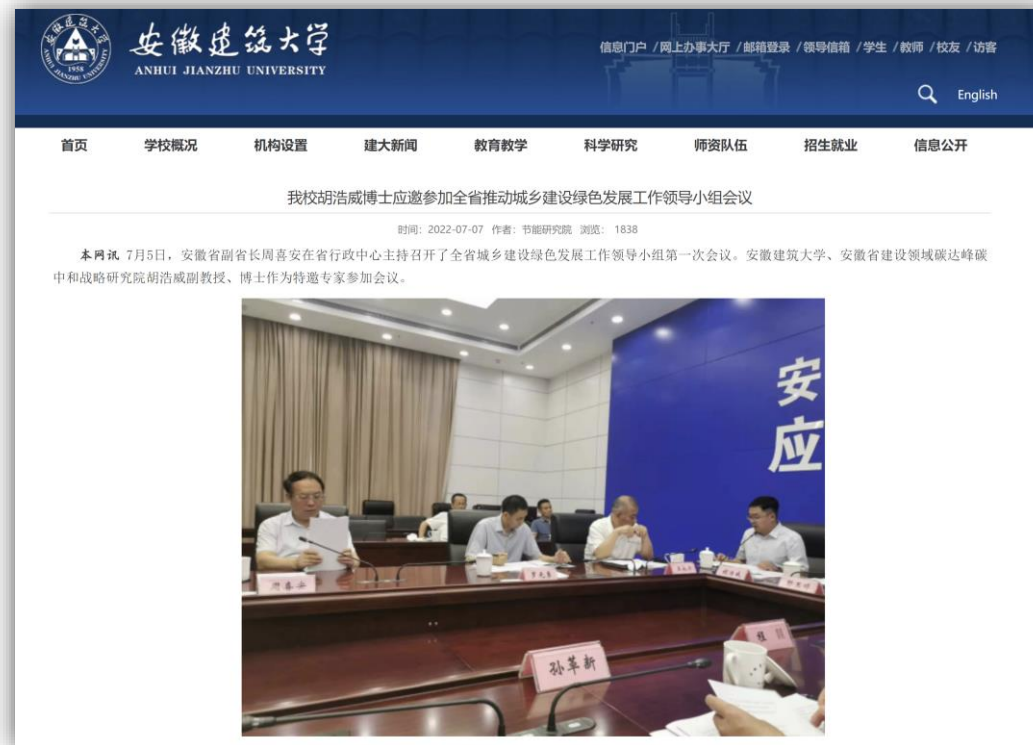 安徽建筑大学
ANHUI JIANZHU UNIVERSITY
1958
信息门户 / 网上办事大厅 / 邮箱登录 / 领导信箱 / 学生 / 教师 / 校友 / 访客
English
首页 学校概况 机构设置 建大新闻 教育教学 科学研究 师资队伍 招生就业 信息公开
我校胡浩威博士应邀参加全省推动城乡建设绿色发展工作领导小组会议
时间：2022-07-07 作者：节能研究院 浏览： 1838
本网讯 7月5日，安徽省副省长周喜安在省行政中心主持召开了全省城乡建设绿色发展工作领导小组第一次会议。安徽建筑大学、安徽省建设领域碳达峰碳
中和战略研究院胡浩威副教授、博士作为特邀专家参加会议。
安
应
周喜安
孙革新